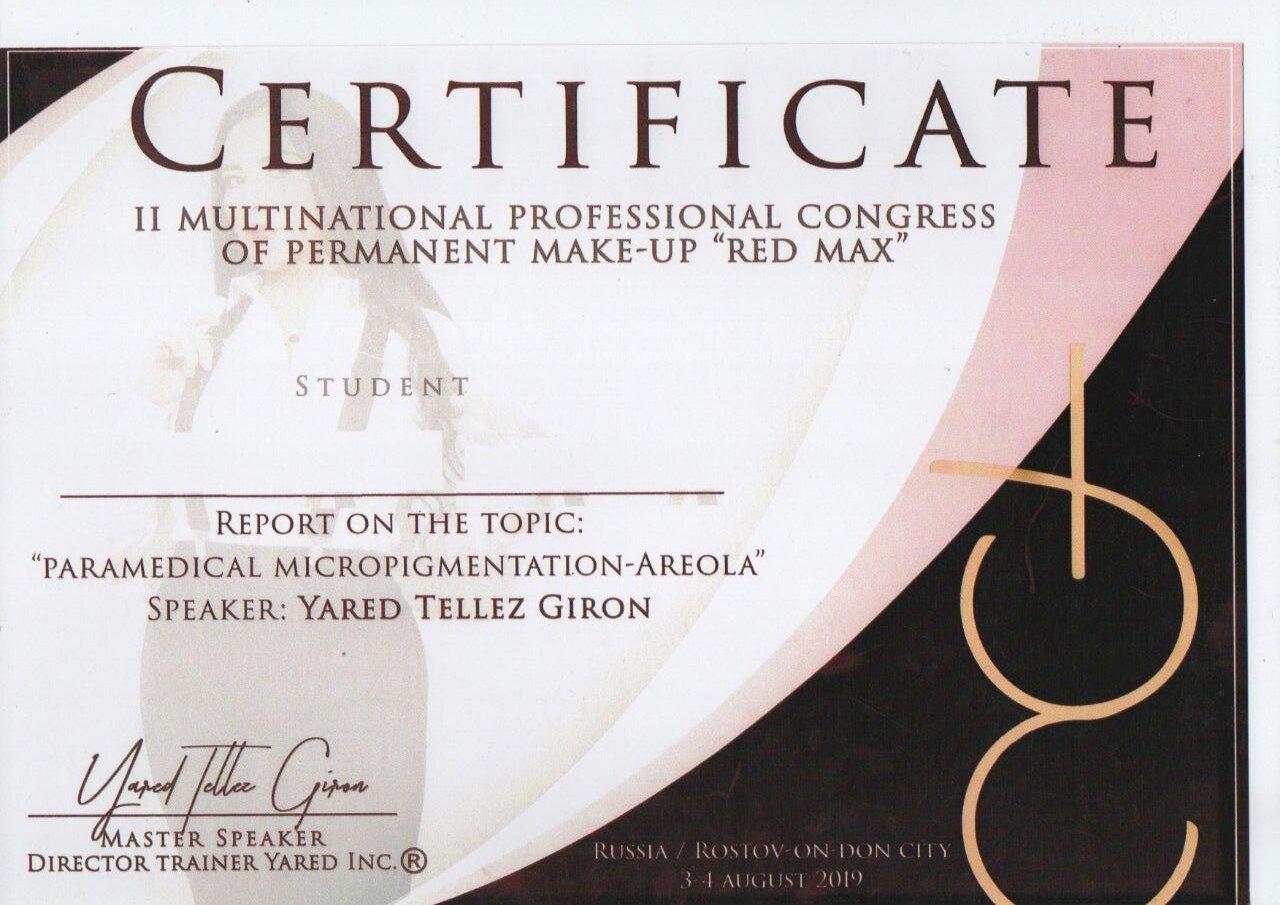 CERTIFICATE
II MULTINATIONAL PROFESSIONAL CONGRESS
OF PERMANENT MAKE-UP “RED MAX”
STUDENT
REPORT ON THE TOPIC:
“PARAMEDICAL MICROPIGMENTATION-AREOLA”
SPEAKER: YARED TELLEZ GIRON
Yared Tellez Giron
MASTER SPEAKER
DIRECTOR TRAINER YARED INC.®
RUSSIA / ROSTOV-ON-DON CITY
3-4 AUGUST 2019